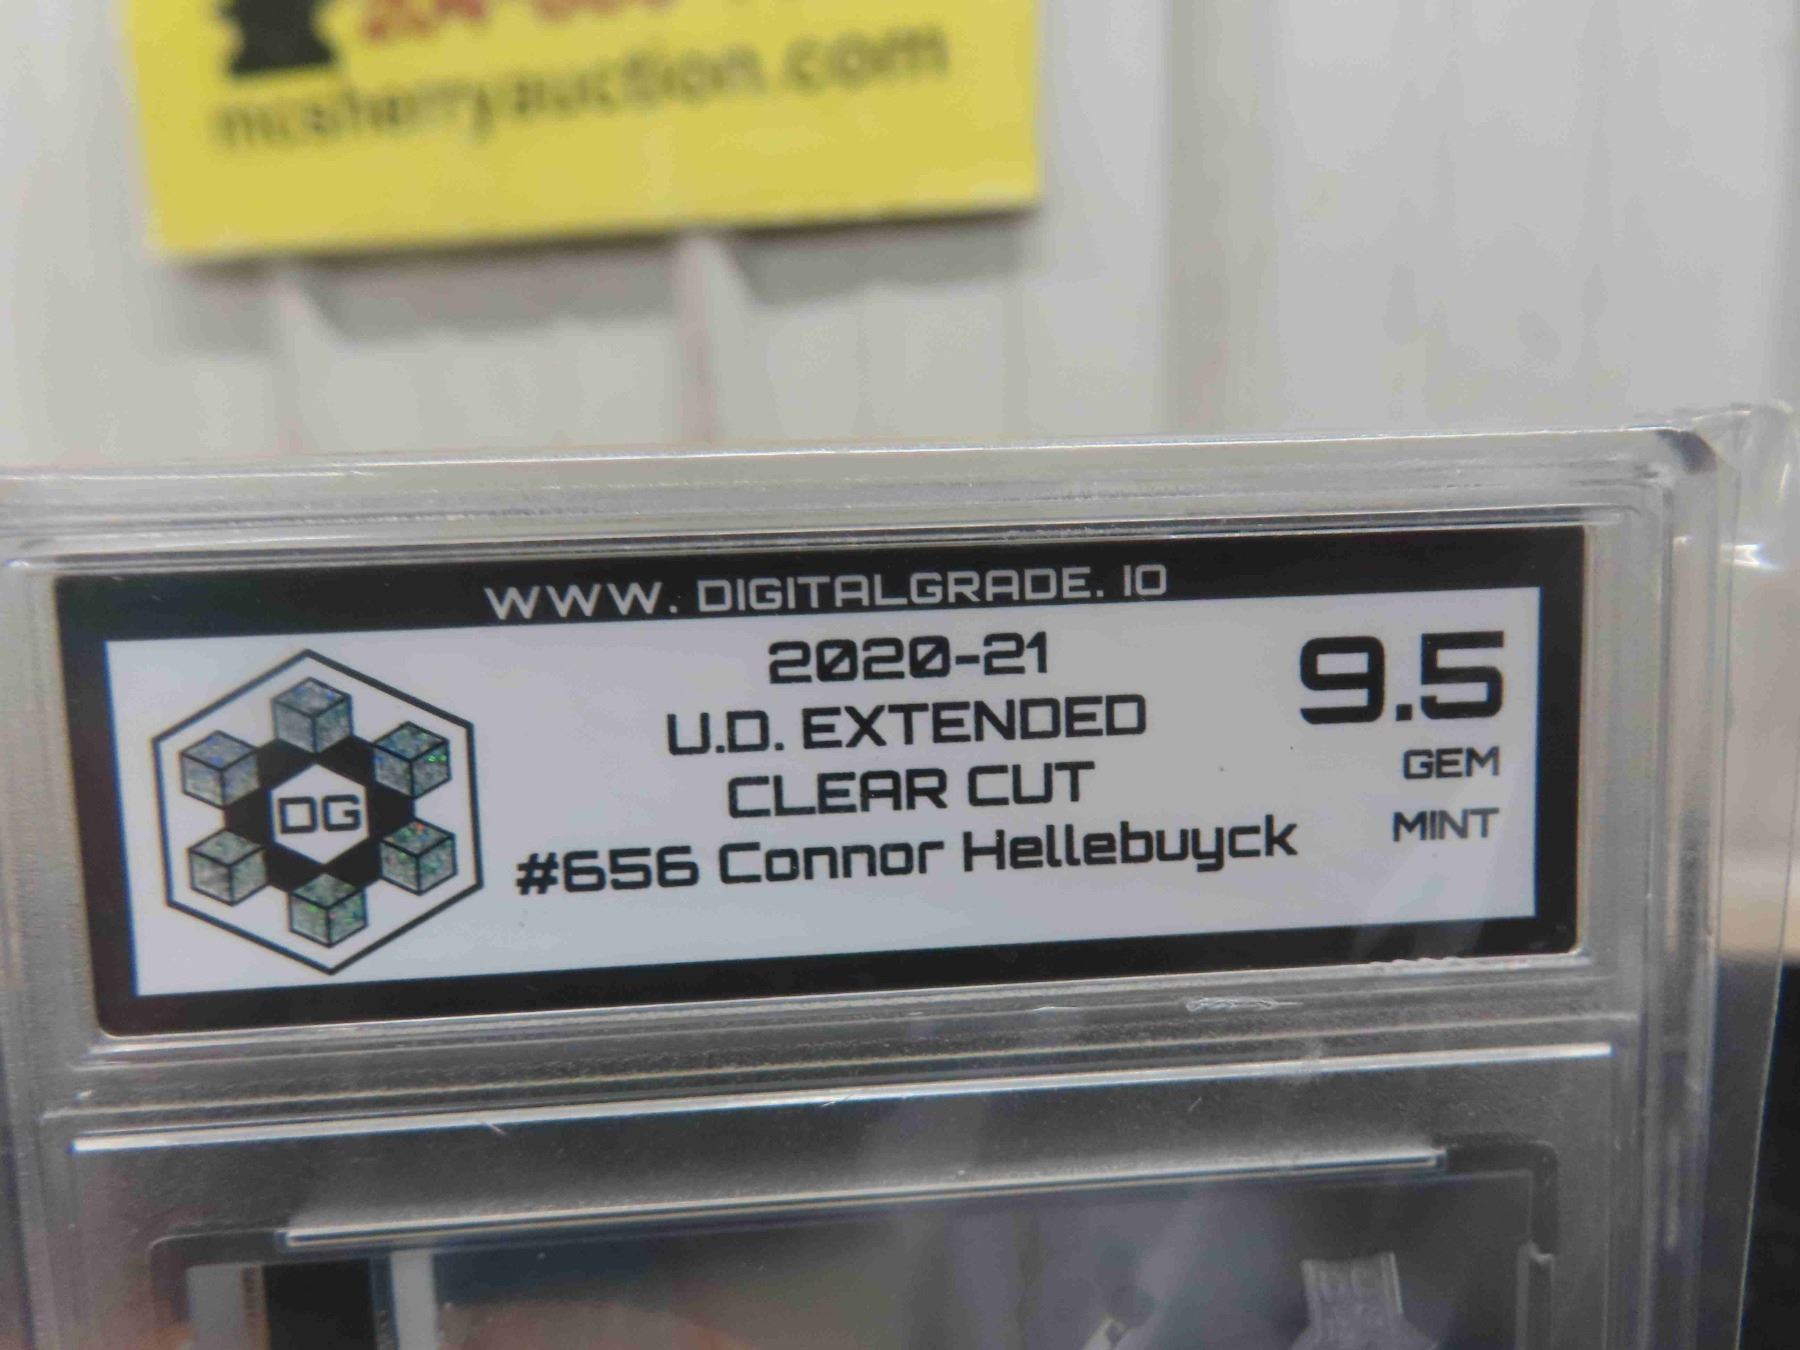 mcsherryauction.com
WWW. DIGITALGRADE. IO
2020-21
U.D. EXTENDED
CLEAR CUT
#656 Connor Hellebuyck
9.5
GEM
MINT
DG